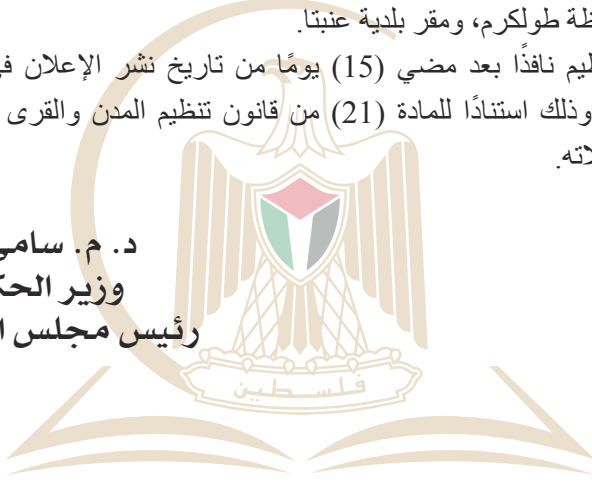 ظة طولكرم، ومقر بلدية عنبتا.
ظيم نافذًا بعد مضي (15) يومًا من تاريخ نشر الإعلان في
وذلك استنادًا للمادة (21) من قانون تنظيم المدن والقرى
لاته.
د. م. سامي
وزير الحك
رئيس مجلس ا
فلسطين